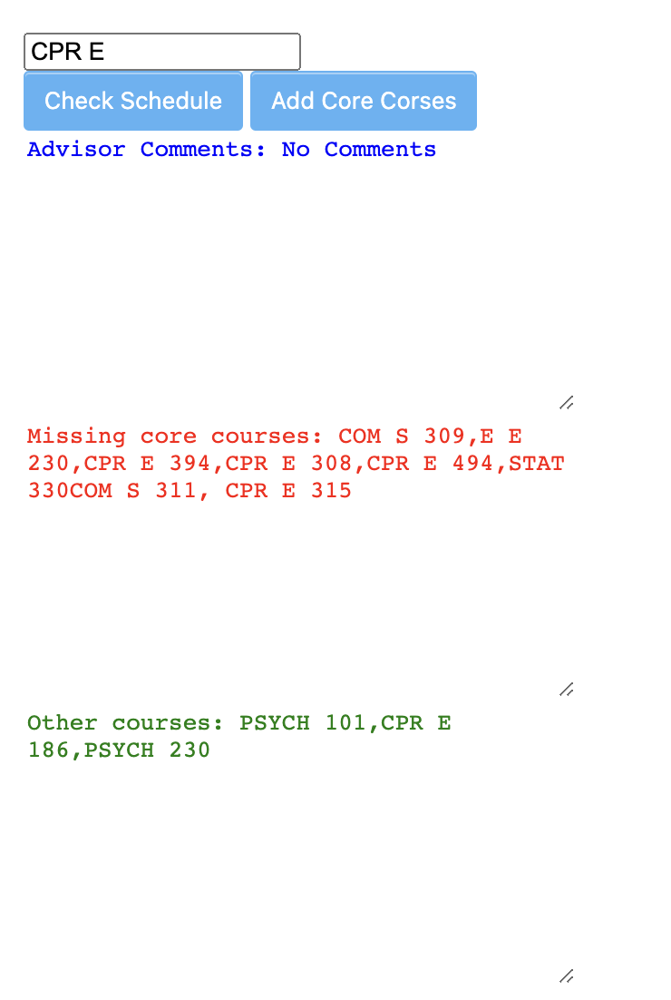 CPR E
Check Schedule Add Core Corses
Advisor Comments: No Comments
Missing core courses: COM S 309,E E
230,CPR E 394,CPR E 308,CPR E 494,STAT
330COM S 311, CPR E 315
Other courses: PSYCH 101,CPR E
186,PSYCH 230